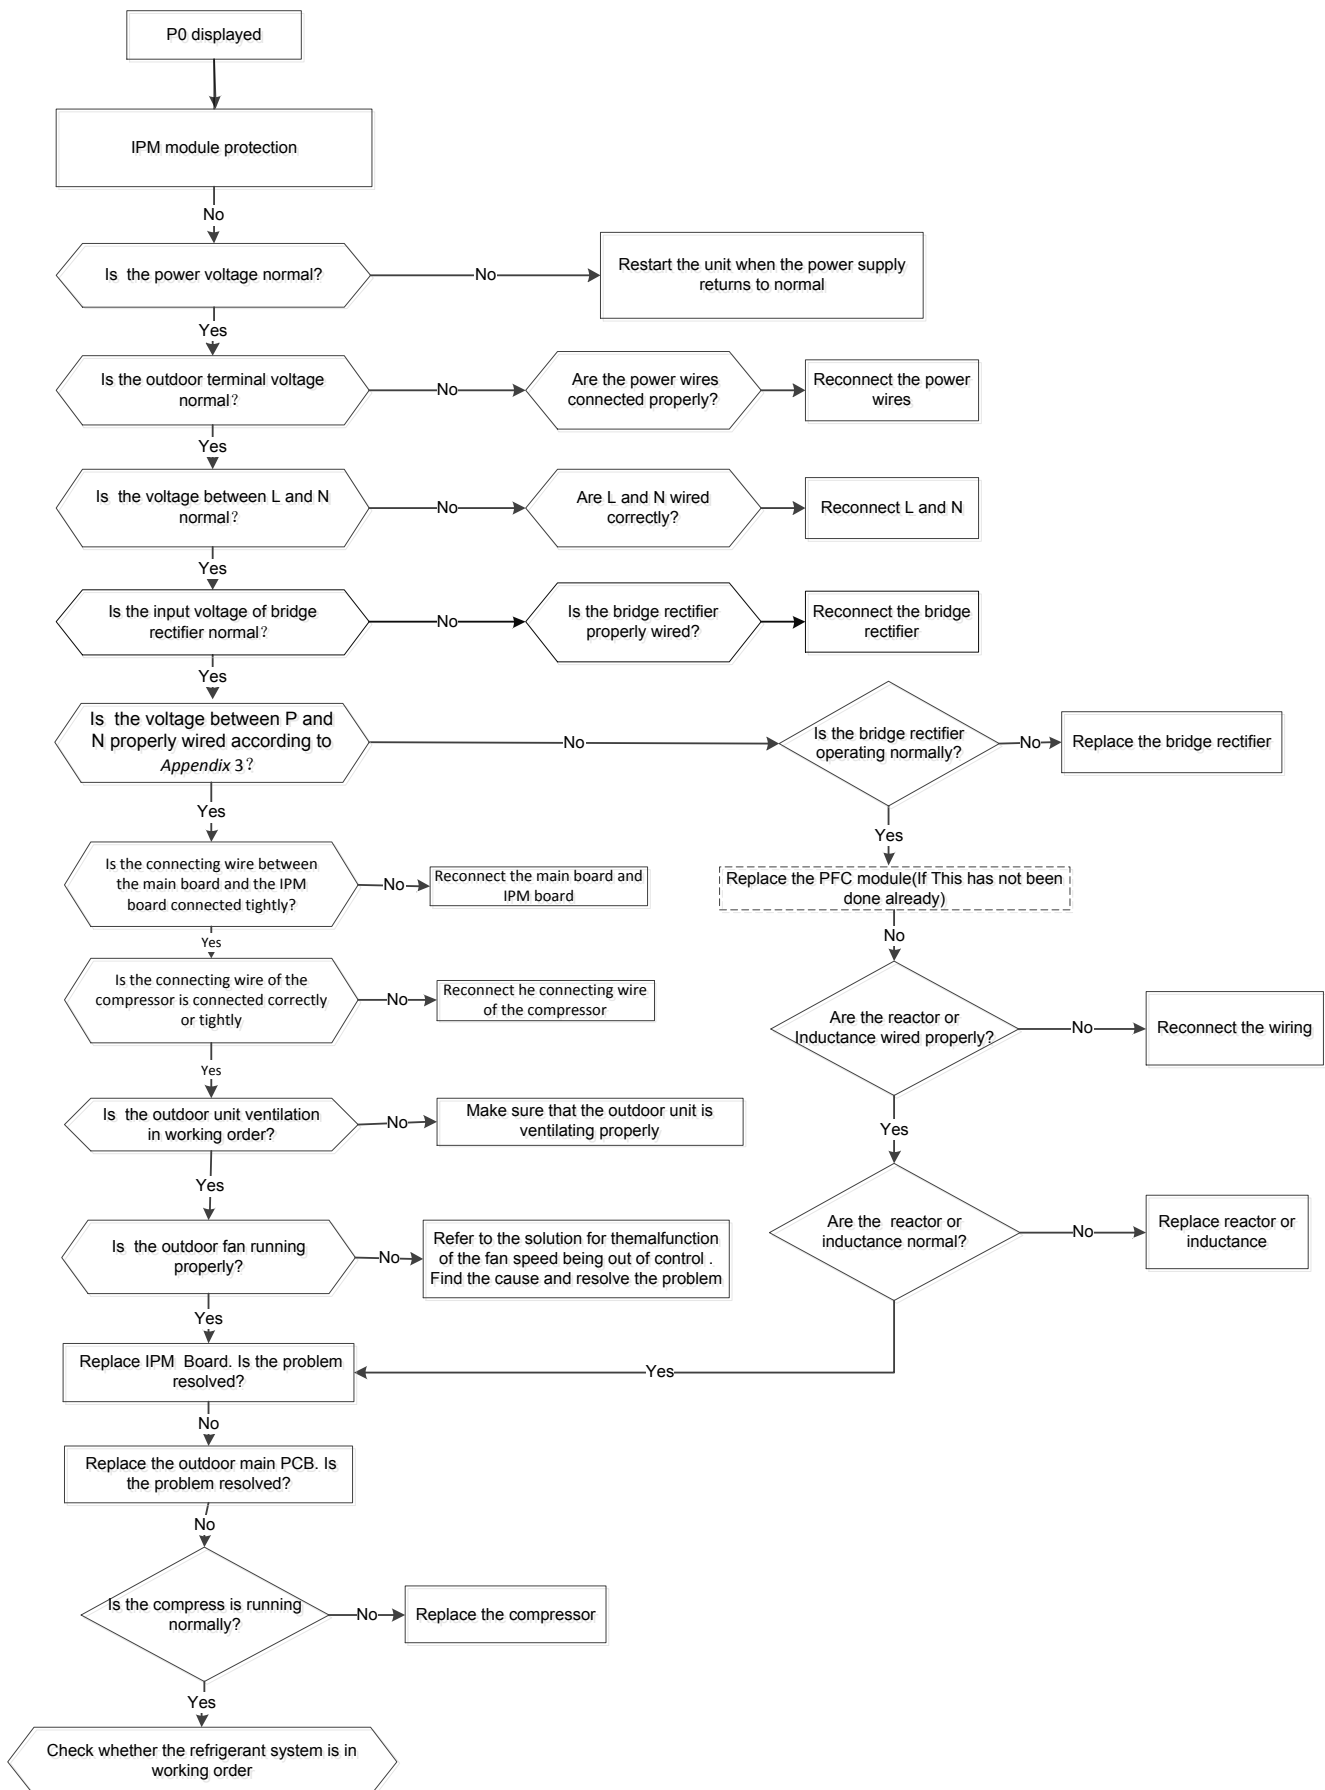 P0 displayed
IPM module protection
No
Is the power voltage normal?
No
Restart the unit when the power supply
returns to normal
Yes
Is the outdoor terminal voltage
normal?
No
Are the power wires
connected properly?
Reconnect the power
wires
Yes
Is the voltage between L and N
normal?
No
Are L and N wired
correctly?
Reconnect L and N
Yes
Is the input voltage of bridge
rectifier normal?
No
Is the bridge rectifier
properly wired?
Reconnect the bridge
rectifier
Yes
Is the voltage between P and
N properly wired according to
Appendix 3?
No
Is the bridge rectifier
operating normally?
No
Replace the bridge rectifier
Yes
Yes
Is the connecting wire between
the main board and the IPM
board connected tightly?
No
Reconnect the main board and
IPM board
Replace the PFC module(If This has not been
done already)
Yes
No
Is the connecting wire of the
compressor is connected correctly
or tightly
No
Reconnect he connecting wire
of the compressor
Are the reactor or
Inductance wired properly?
No
Reconnect the wiring
Yes
Is the outdoor unit ventilation
in working order?
No
Make sure that the outdoor unit is
ventilating properly
Yes
Yes
Is the outdoor fan running
properly?
No
Refer to the solution for themalfunction
of the fan speed being out of control .
Find the cause and resolve the problem
Are the reactor or
inductance normal?
No
Replace reactor or
inductance
Yes
Replace IPM Board. Is the problem
resolved?
Yes
No
Replace the outdoor main PCB. Is
the problem resolved?
No
Is the compress is running
normally?
No
Replace the compressor
Yes
Check whether the refrigerant system is in
working order